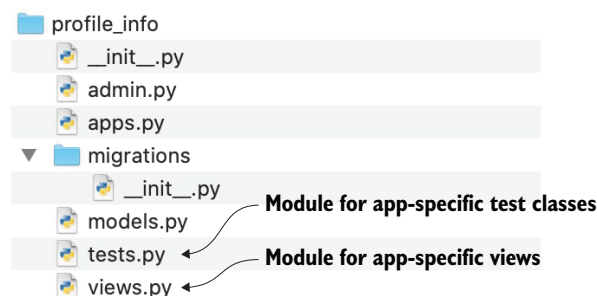 profile_info
__init__.py
admin.py
apps.py
migrations
__init__.py
Module for app-specific test classes
models.py
tests.py
Module for app-specific views
views.py